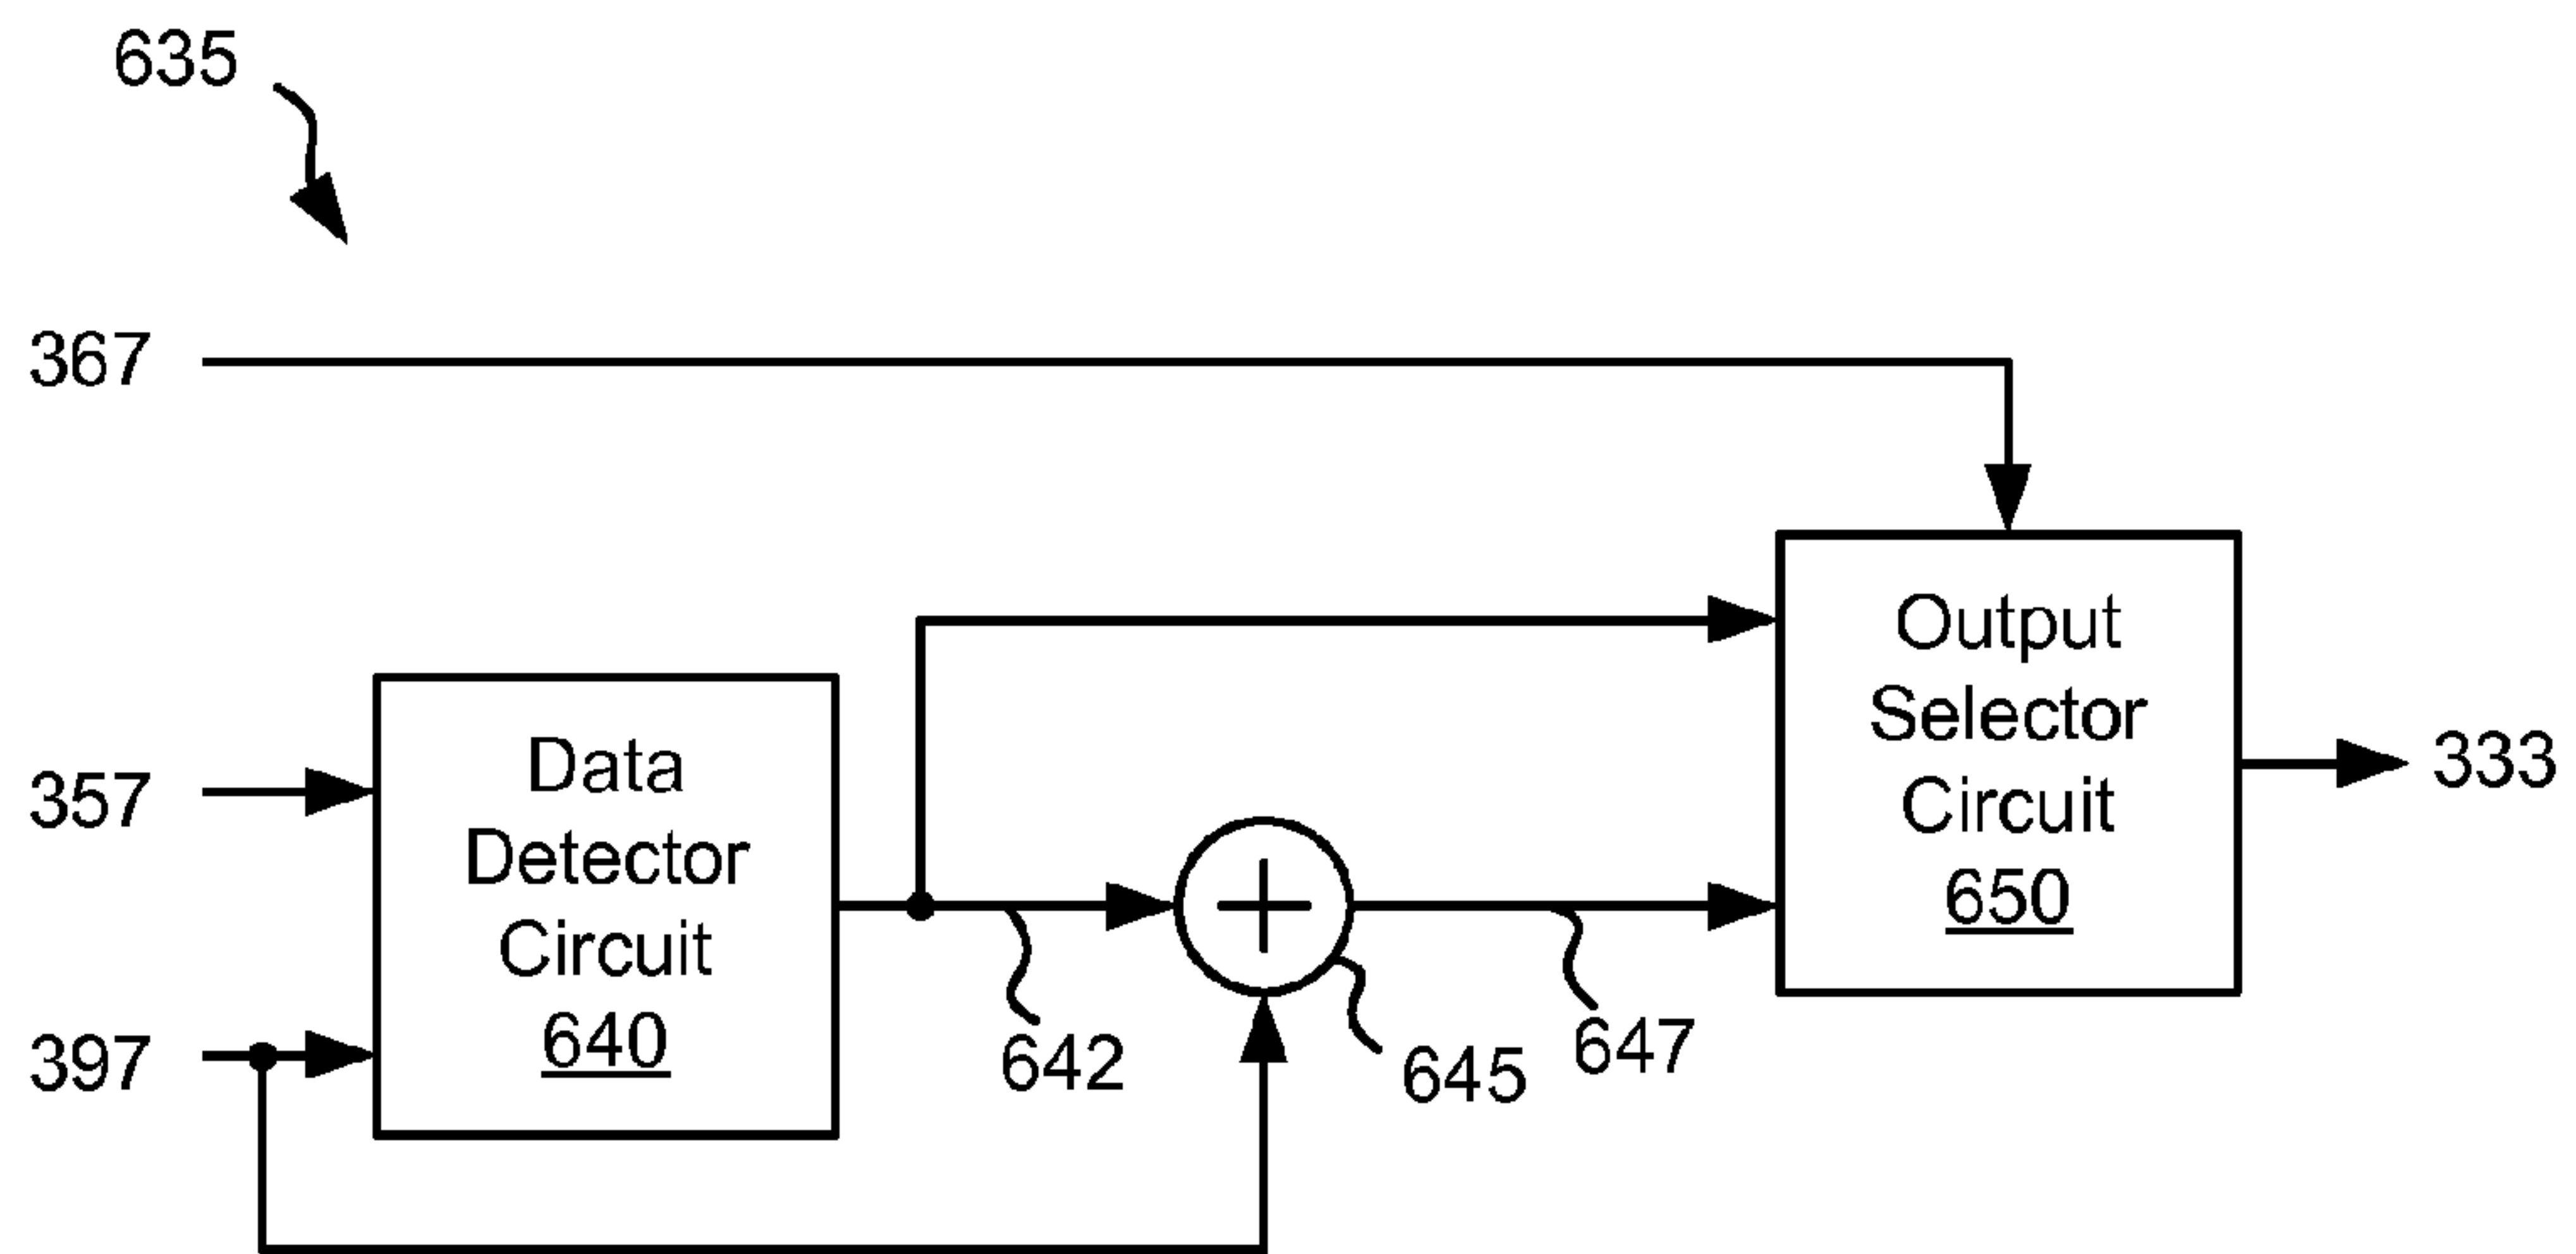 635
367
357
397
Data
Detector
Circuit
640
642
645
647
Output
Selector
Circuit
650
333